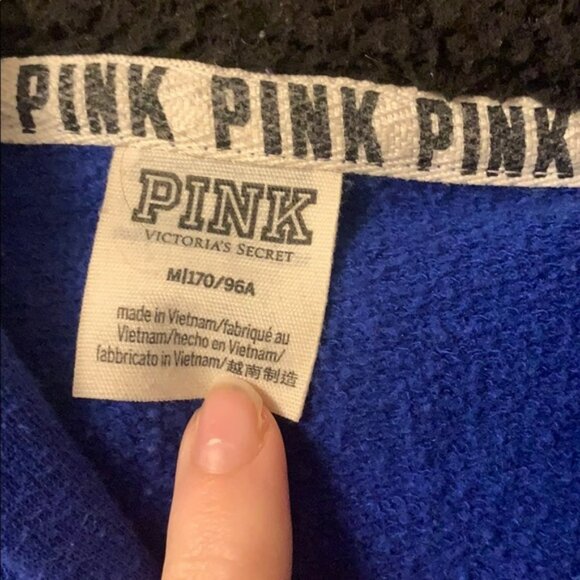 PINK PINK PINK
PINK
VICTORIA'S SECRET
M|170/96A
made in Vietnam/fabriqué au
Vietnam/hecho en Vietnam/
fabbricato in Vietnam/越南制造